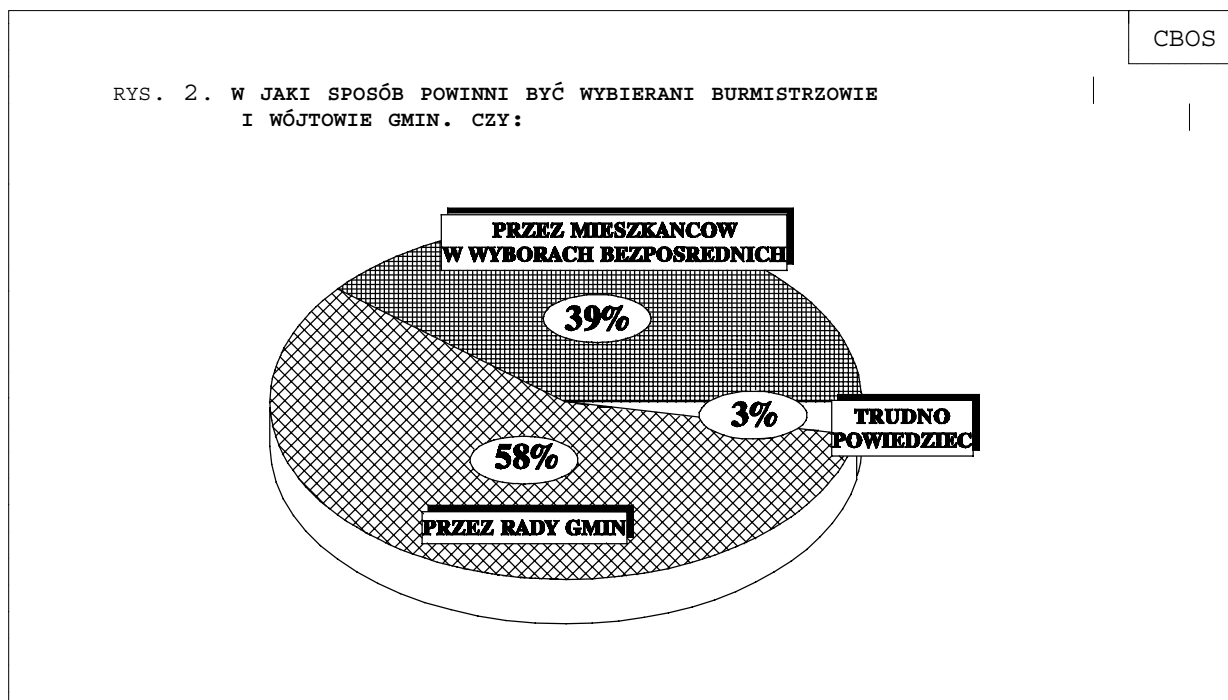 CBOS
RYS. 2. W JAKI SPOSÓB POWINNI BYĆ WYBIERANI BURMISTRZOWIE
I WÓJTOWIE GMIN. CZY:
PRZEZ MIESZKANCOW
W WYBORACH BEZPOSREDNICH
39%
3%
TRUDNO
POWIEDZIEC
58%
PRZEZ RADY GMIN